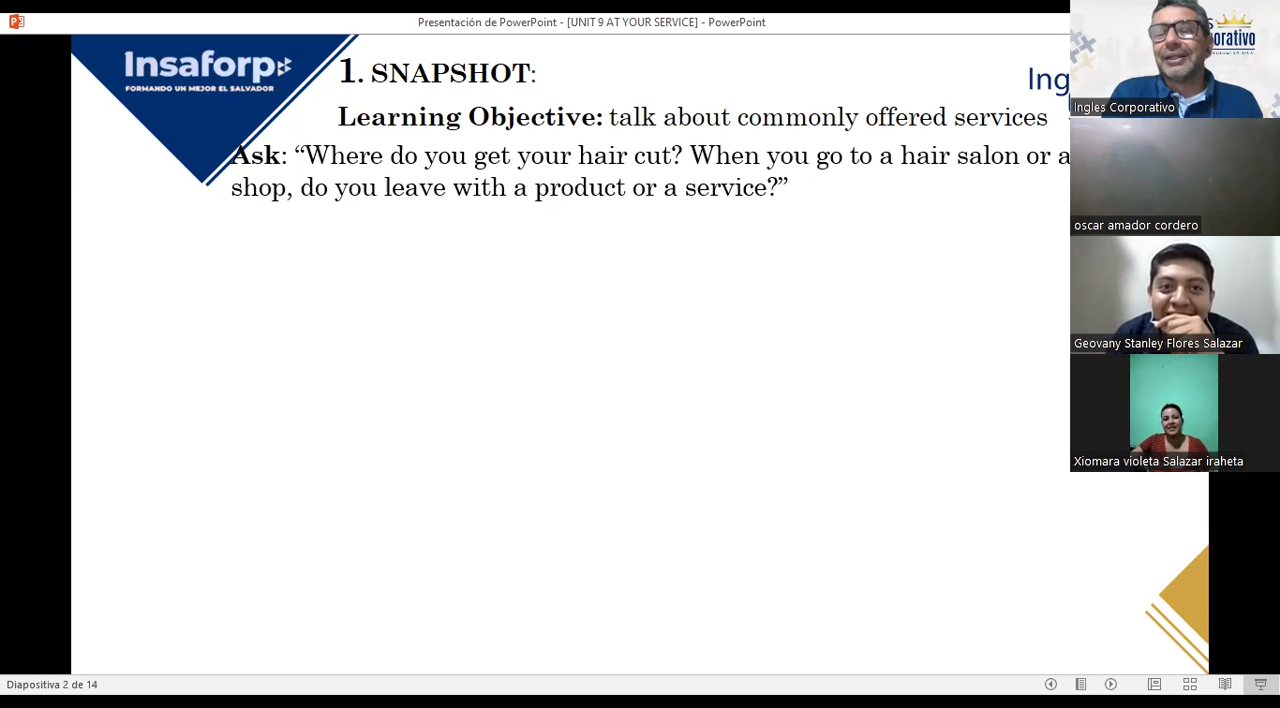 Presentación de PowerPoint - [UNIT 9 AT YOUR SERVICE] - PowerPoint
Insaforp
FORMANDO UN MEJOR EL SALVADOR
1. SNAPSHOT:
Learning Objective: talk about commonly offered services
Ask: “Where do you get your hair cut? When you go to a hair salon or a
shop, do you leave with a product or a service?”
Ing
orativo
Ingles Corporativo
oscar amador cordero
Geovany Stanley Flores Salazar
Xiomara violeta Salazar iraheta
Diapositiva 2 de 14